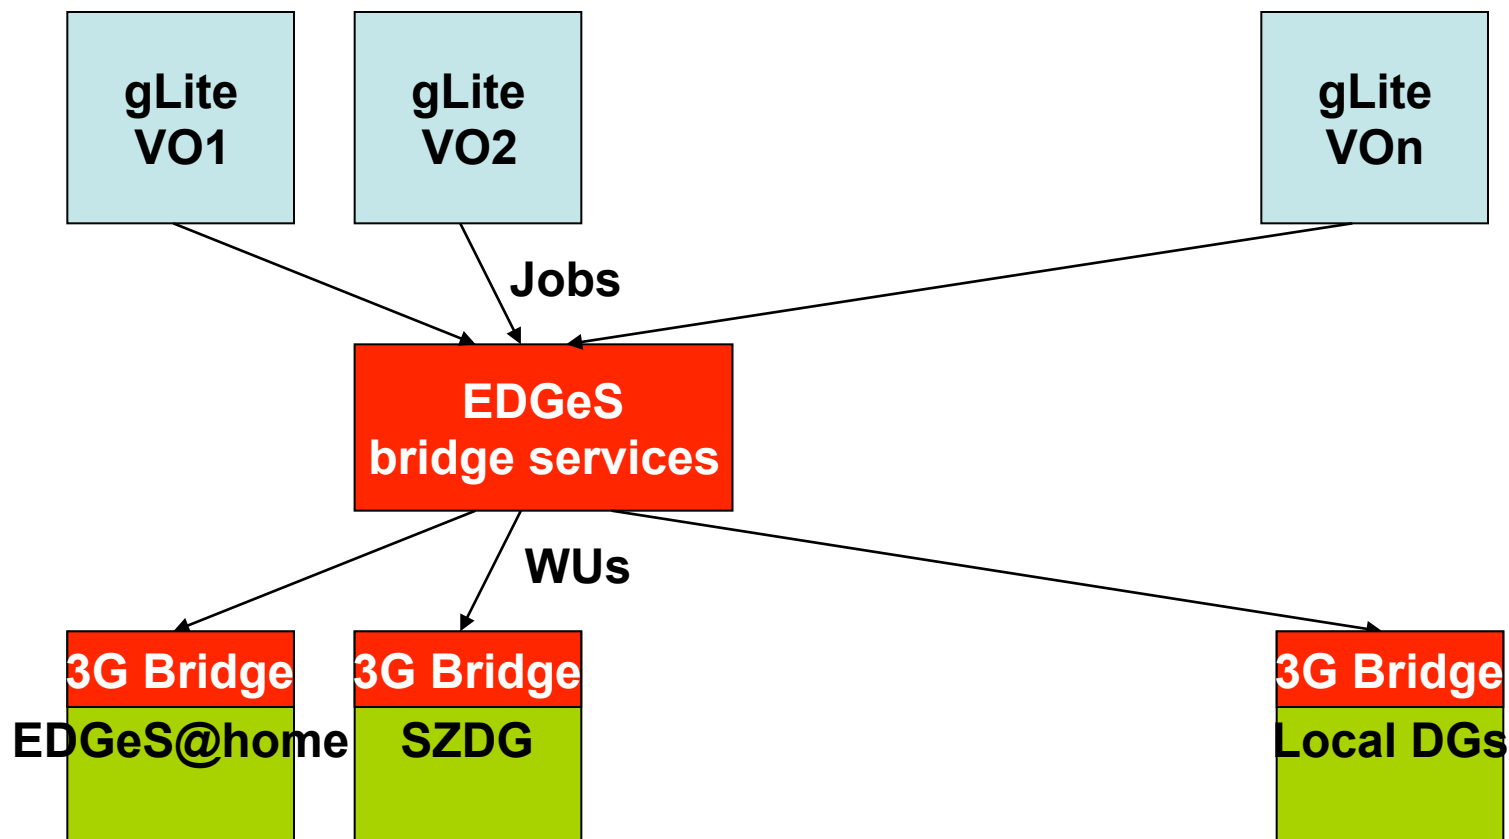 gLite
VO1
gLite
VO2
gLite
VOn
Jobs
EDGeS
bridge services
WUs
3G Bridge
EDGeS@home
3G Bridge
SZDG
3G Bridge
Local DGs